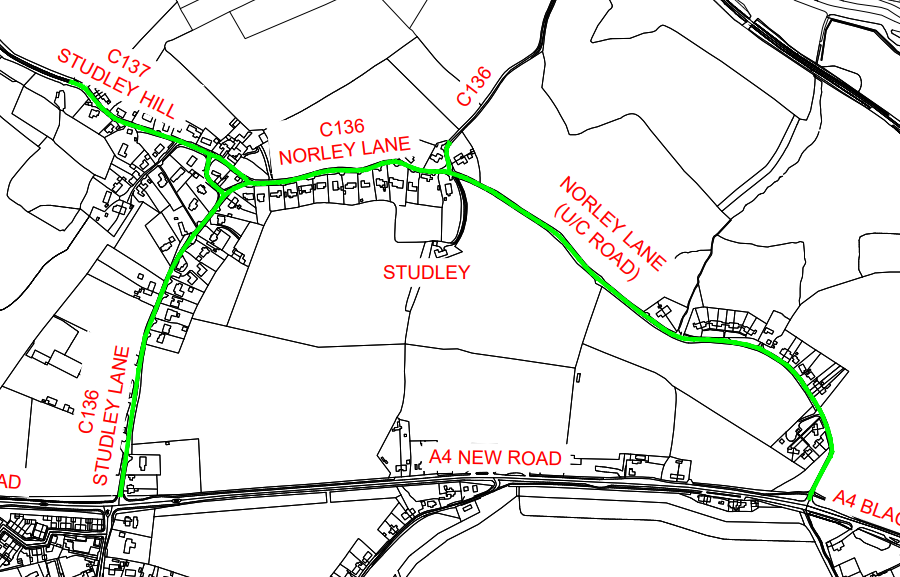 C137
STUDLEY HILL
C136
C136
NORLEY LANE
NORLEY LANE
(U/C ROAD)
STUDLEY
C136
STUDLEY LANE
A4 NEW ROAD
AD
A4 BLAC